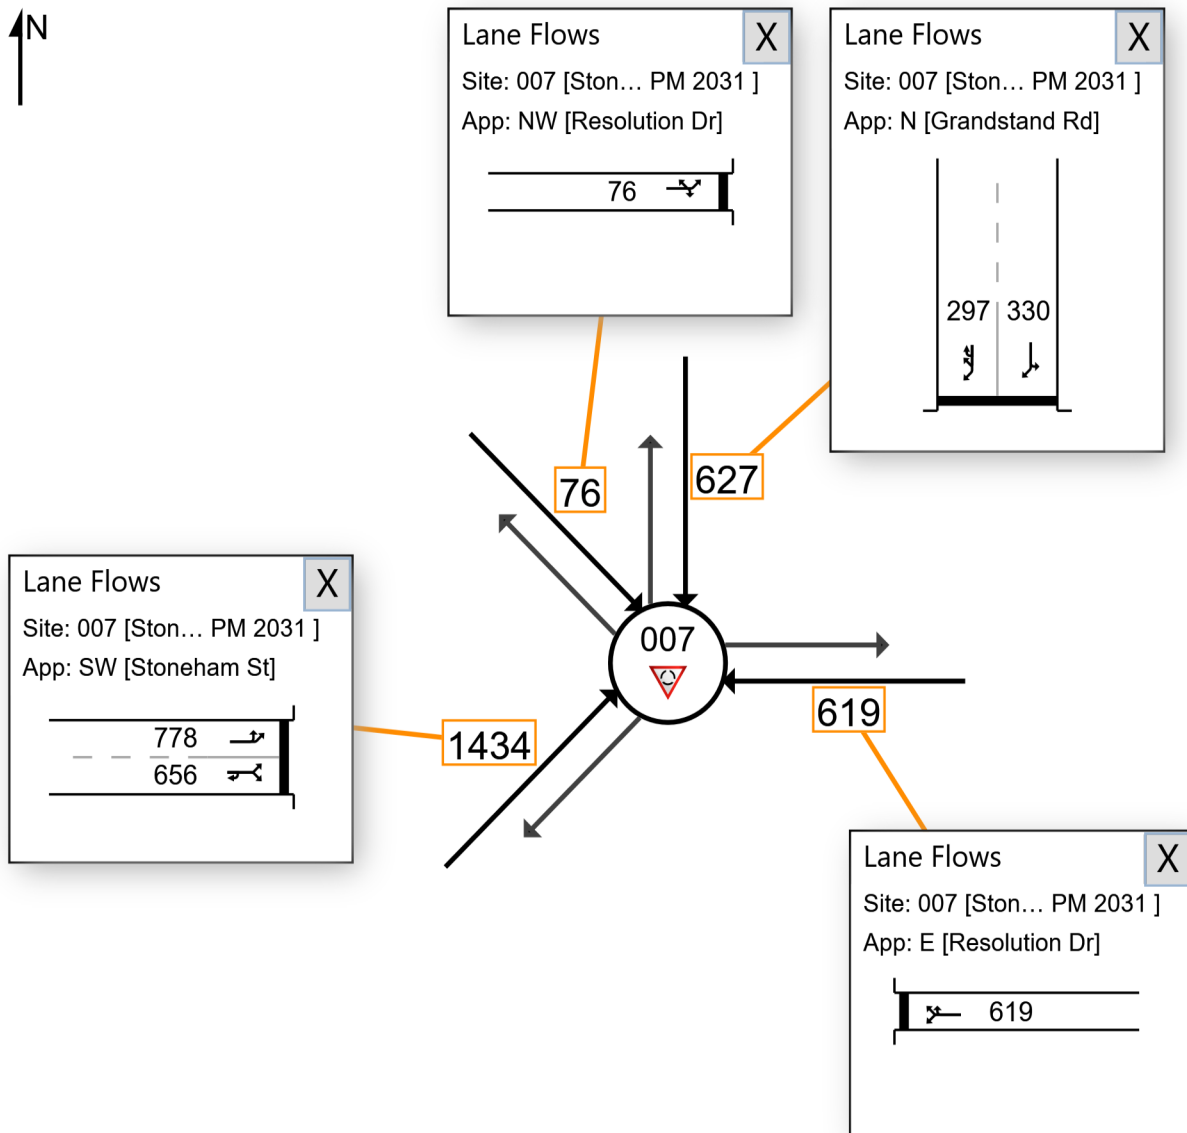 N
Lane Flows X
Site: 007 [Ston... PM 2031 ]
App: NW [Resolution Dr]
76
Lane Flows X
Site: 007 [Ston... PM 2031 ]
App: N [Grandstand Rd]
297 330
76
627
Lane Flows X
Site: 007 [Ston... PM 2031 ]
App: SW [Stoneham St]
778
656
007
1434
619
Lane Flows X
Site: 007 [Ston... PM 2031 ]
App: E [Resolution Dr]
619